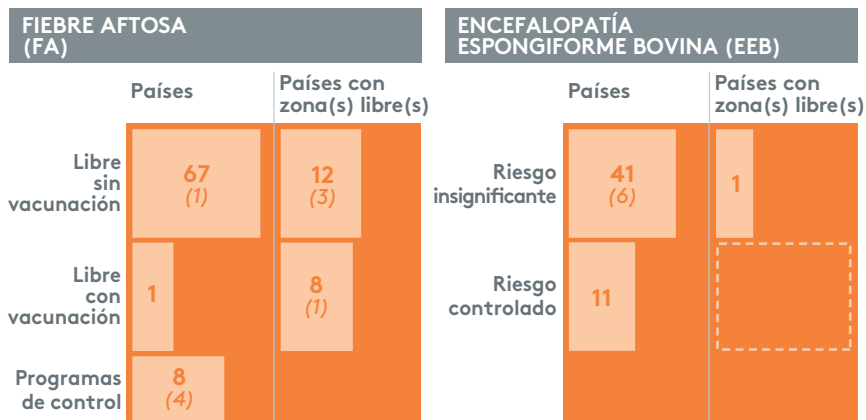 FIEBRE AFTOSA
(FA)
Países
Países con
zona(s) libre(s)
Libre
sin
vacunación
67
(1)
12
(3)
Libre
con
vacunación
1
8
(1)
Programas
de control
8
(4)
ENCEFALOPATÍA
ESPONGIFORME BOVINA (EEB)
Países
Países con
zona(s) libre(s)
Riesgo
insignificante
41
(6)
1
Riesgo
controlado
11